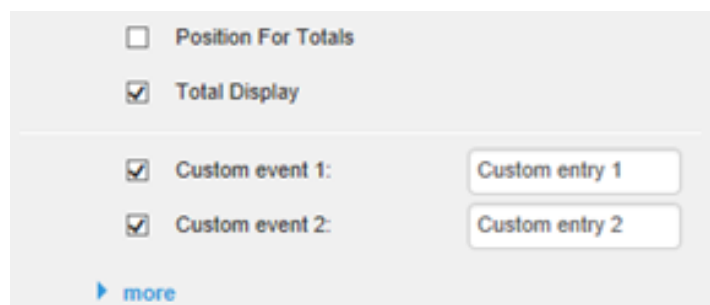 Position For Totals
Total Display
Custom event 1: Custom entry 1
Custom event 2: Custom entry 2
more